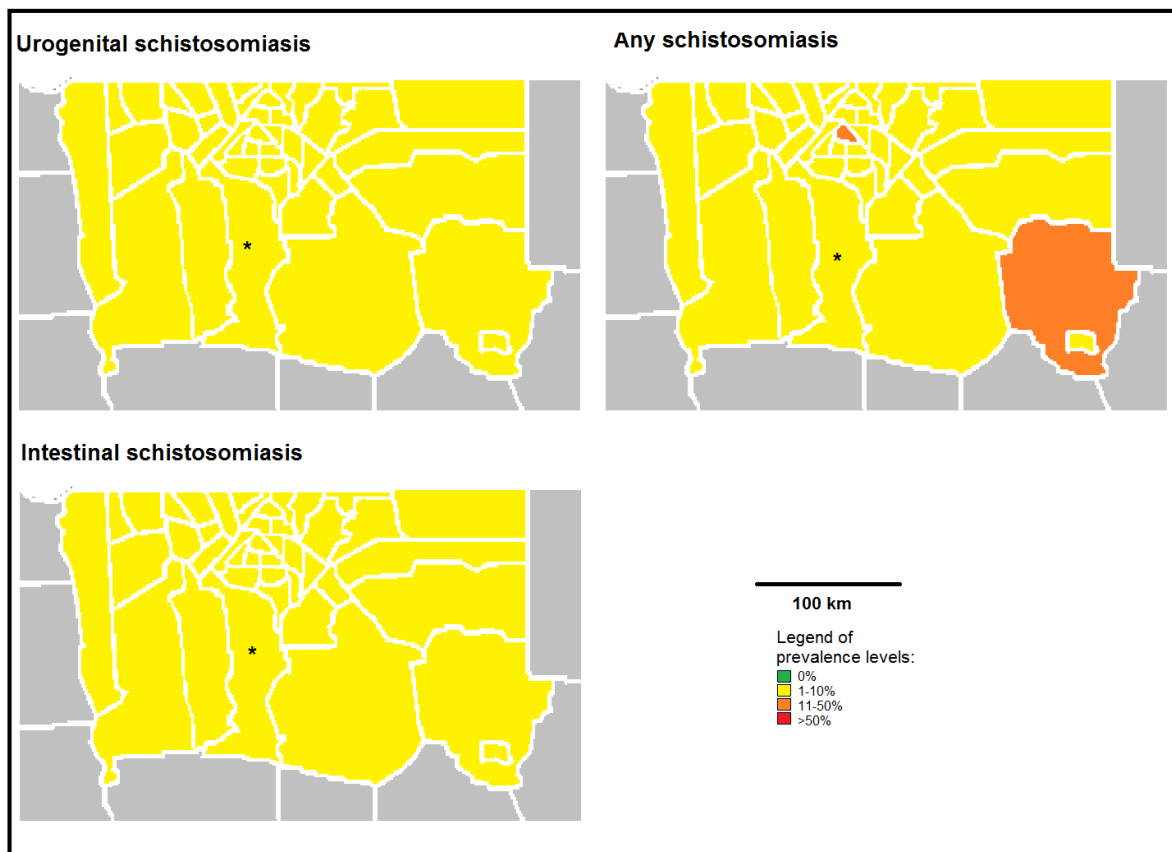 Urogenital schistosomiasis
Any schistosomiasis
*
*
Intestinal schistosomiasis
*
100 km
Legend of
prevalence levels:
0%
1-10%
11-50%
>50%